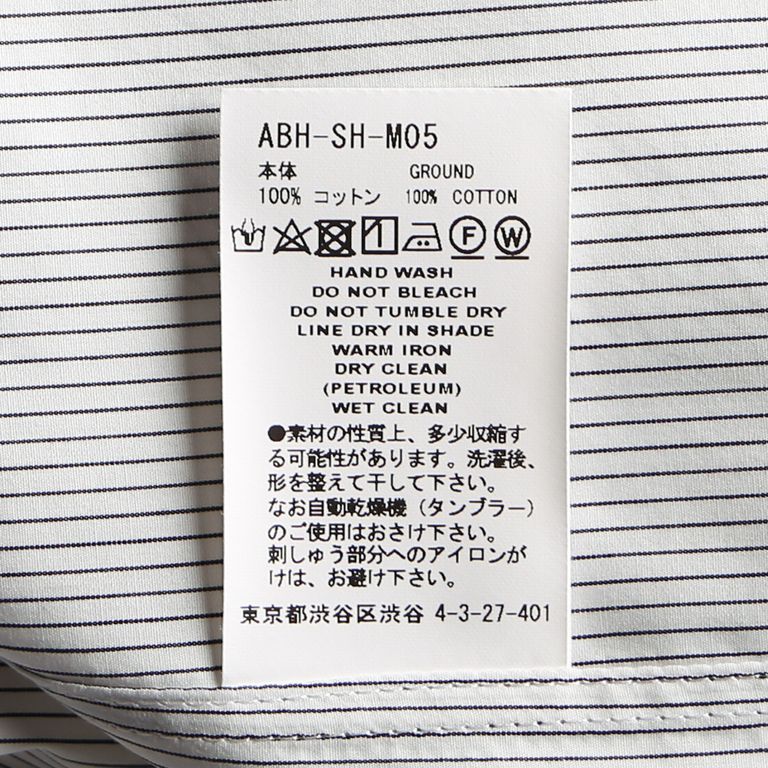 ABH-SH-M05
本体 GROUND
100% コットン 100% COTTON
F W
HAND WASH
DO NOT BLEACH
DO NOT TUMBLE DRY
LINE DRY IN SHADE
WARM IRON
DRY CLEAN
(PETROLEUM)
WET CLEAN
●素材の性質上、多少収縮す
る可能性があります。洗濯後、
形を整えて干して下さい。
なお自動乾燥機（タンブラー）
のご使用はおさけ下さい。
刺しゅう部分へのアイロンが
けは、お避け下さい。
東京都渋谷区渋谷 4-3-27-401